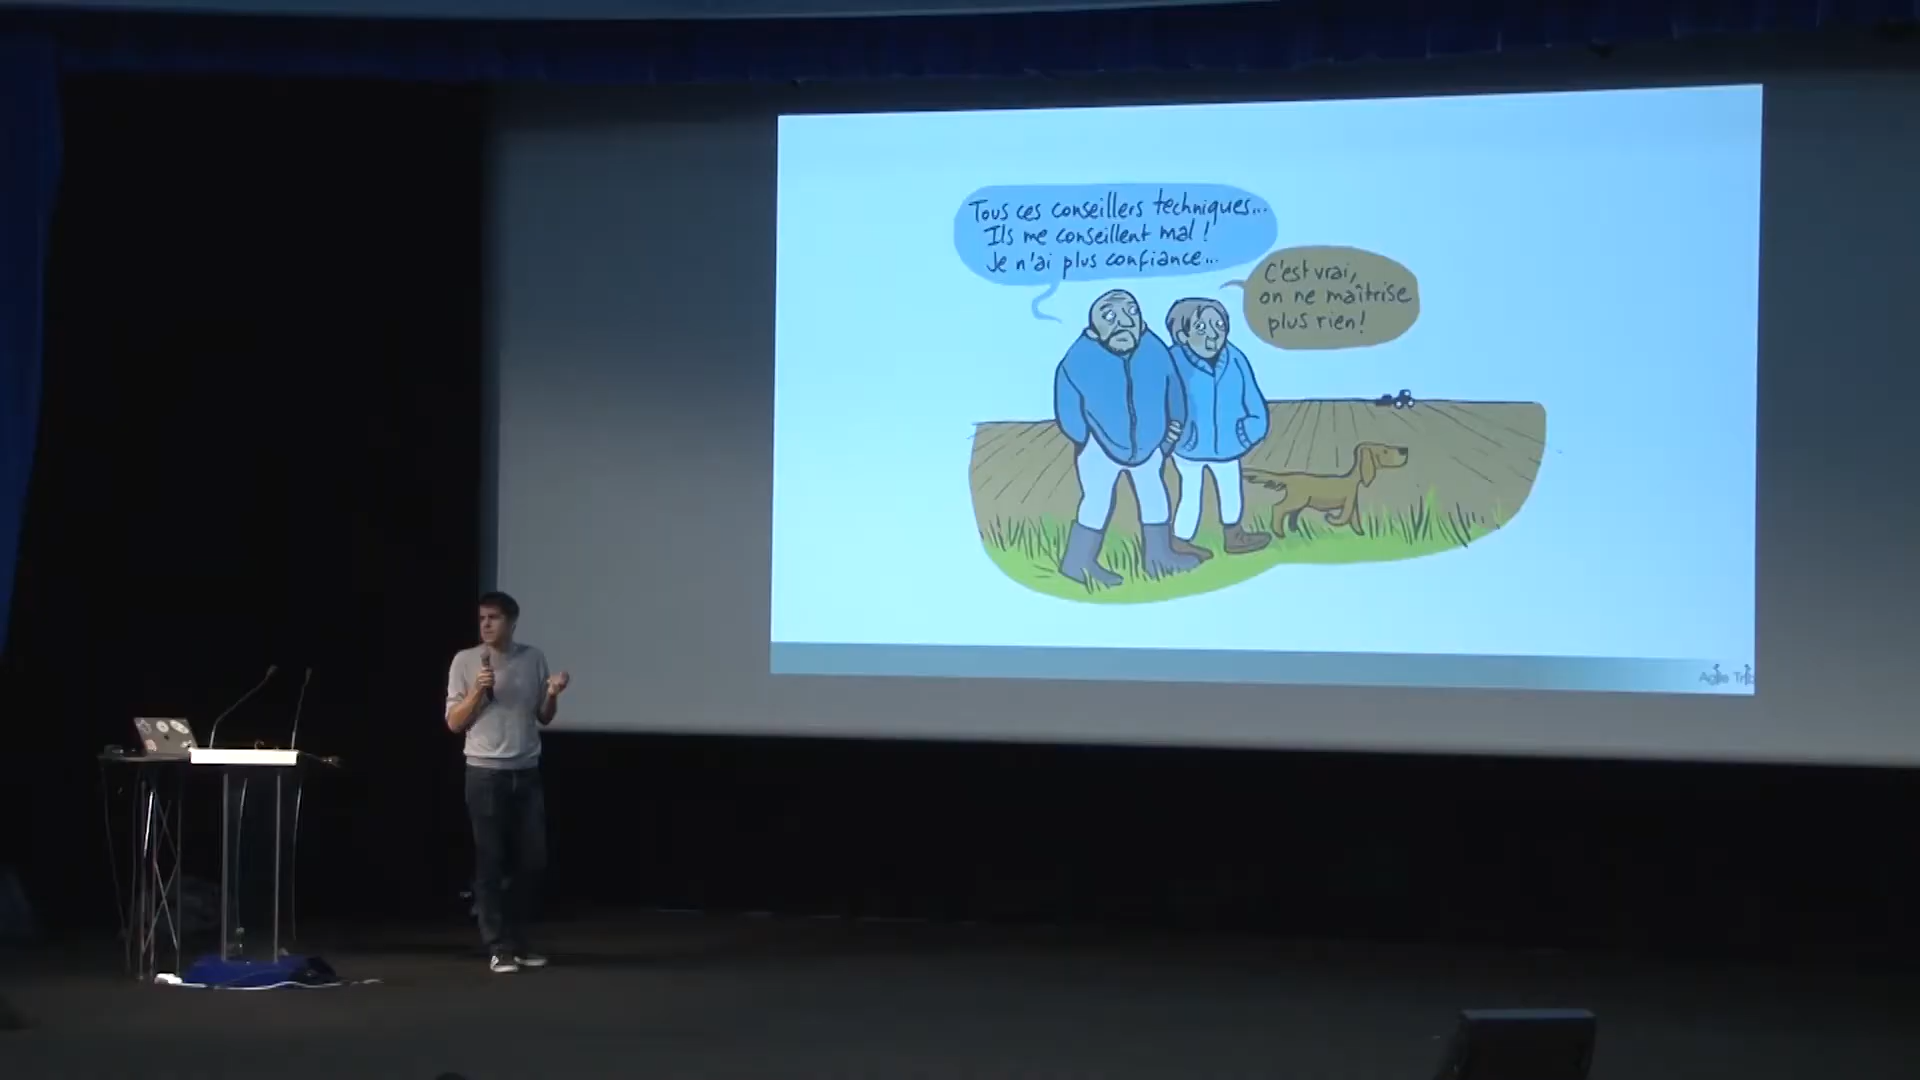 Tous ces conseillers techniques...
Ils me conseillent mal !
Je n'ai plus confiance...
C'est vrai,
on ne maîtrise
plus rien!
Agile